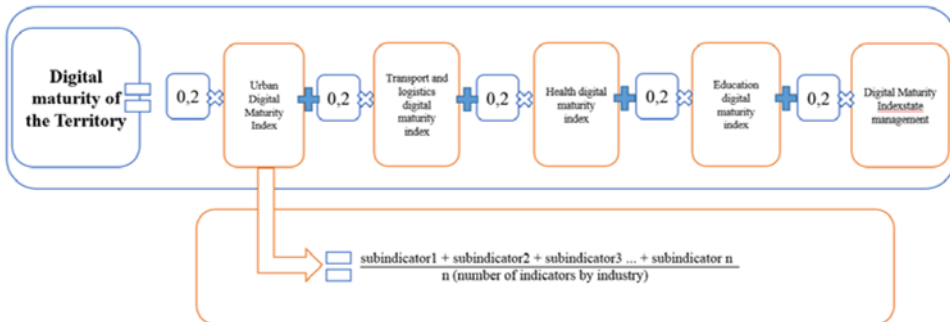 Digital
maturity of
the Territory
0,2
Urban
Digital
Maturity
Index
0,2
Transport and
logistics
digital
maturity
index
0,2
Health digital
maturity
index
0,2
Education
digital
maturity
index
0,2
Digital Maturity
Indexstate
management
subindicator1 + subindicator2 + subindicator3 ... + subindicator n
n (number of indicators by industry)